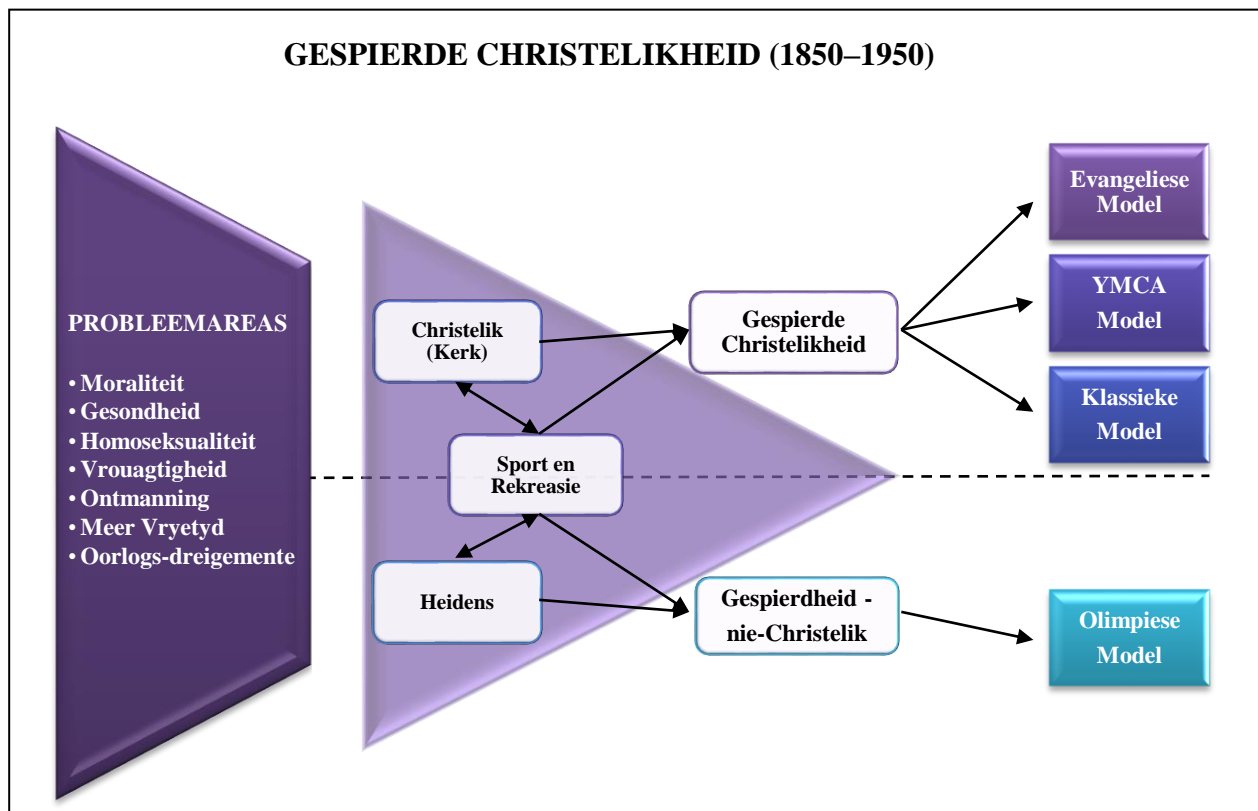 GESPIERDE CHRISTELIKHEID (1850–1950)
PROBLEEMAREAS
• Moraliteit
• Gesondheid
• Homoseksualiteit
• Vrouagtigheid
• Ontmanning
• Meer Vryetyd
• Oorlogs-dreigemente
Christelik
(Kerk)
Sport en
Rekreasie
Heidens
Gespierde
Christelikheid
Gespierdheid -
nie-Christelik
Evangeliese
Model
YMCA
Model
Klassieke
Model
Olimpiese
Model